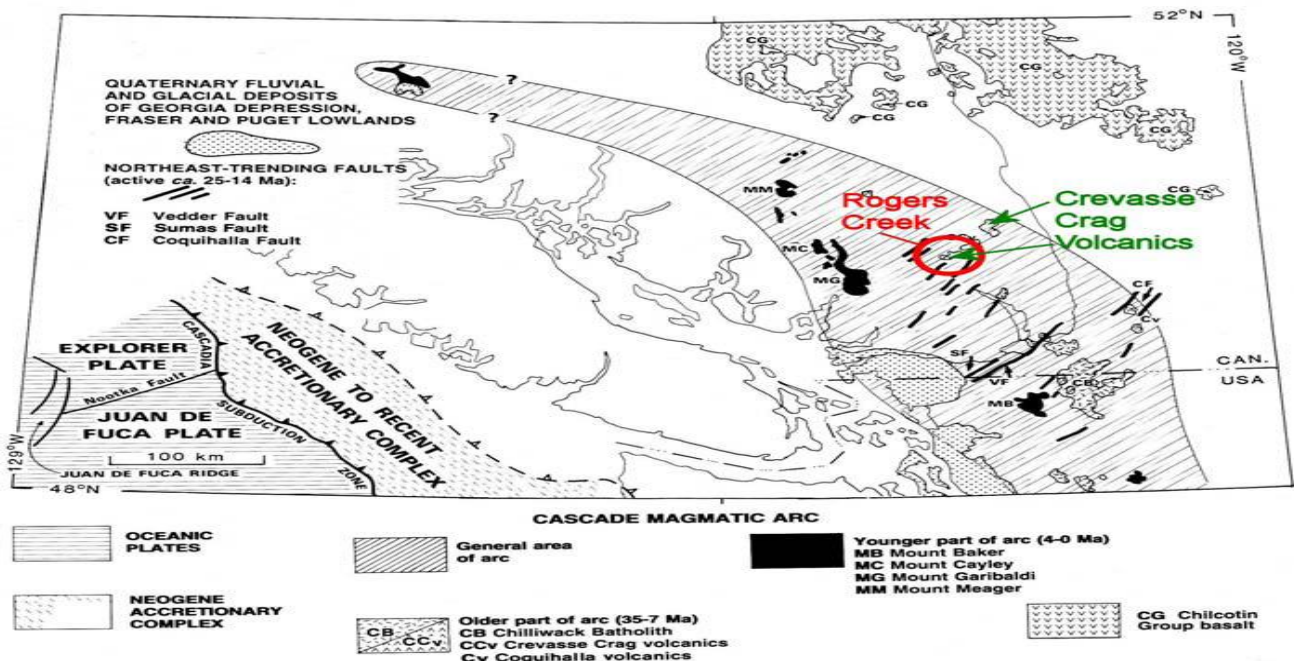 52°N
120°W
QUATERNARY FLUVIAL
AND GLACIAL DEPOSITS
OF GEORGIA DEPRESSION,
FRASER AND PUGET LOWLANDS
NORTHEAST-TRENDING FAULTS
(active ca. 25-14 Ma):
VF Vedder Fault
SF Sumas Fault
CF Coquihalla Fault
?
?
CG
CG
CG
CG
CG
CG
CG
MM
MC
MG
Rogers
Creek
Crevasse
Crag
Volcanics
CF
Cv
SF
VF
CB
MB
CAN.
USA
EXPLORER
PLATE
Nootka Fault
JUAN DE
FUCA PLATE
100 km
JUAN DE FUCA RIDGE
CASCADIA
SUBDUCTION
ZONE
NEOGENE TO RECENT
ACCRETIONARY COMPLEX
129°W
48°N
CASCADE MAGMATIC ARC
OCEANIC
PLATES
NEOGENE
ACCRETIONARY
COMPLEX
General area
of arc
CB
CCv
Older part of arc (35-7 Ma)
CB Chilliwack Batholith
CCv Crevasse Crag volcanics
Cv Coquihalla volcanics
Younger part of arc (4-0 Ma)
MB Mount Baker
MC Mount Cayley
MG Mount Garibaldi
MM Mount Meager
CG Chilcotin
Group basalt